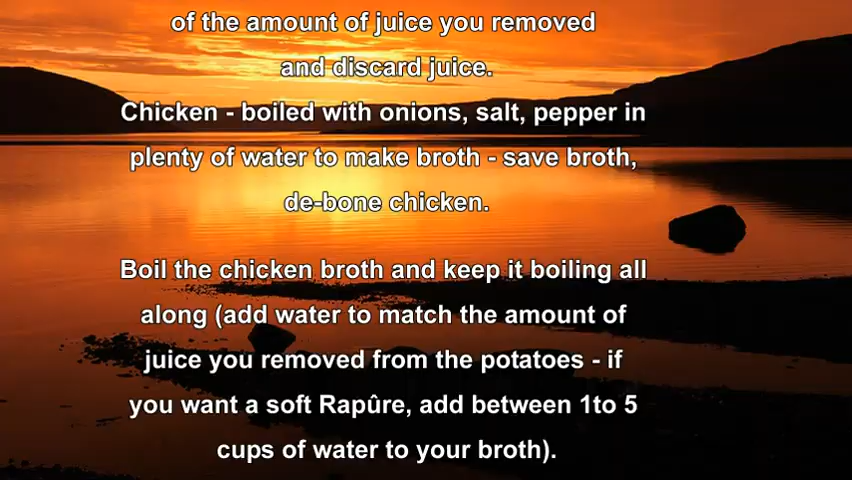 of the amount of juice you removed
and discard juice.
Chicken - boiled with onions, salt, pepper in
plenty of water to make broth - save broth,
de-bone chicken.
Boil the chicken broth and keep it boiling all
along (add water to match the amount of
juice you removed from the potatoes - if
you want a soft Rapûre, add between 1to 5
cups of water to your broth).